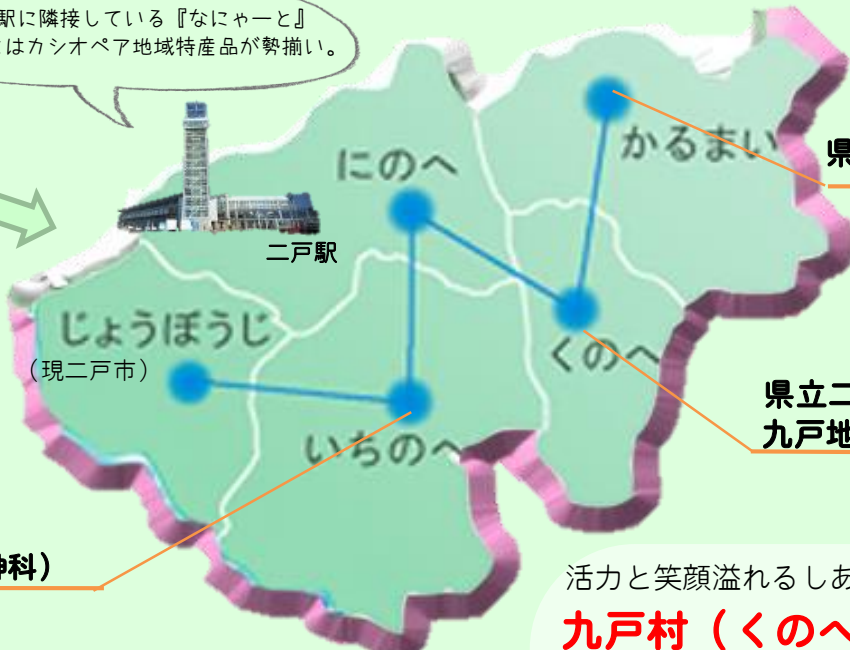 駅に隣接している『なにゃーと』
はカシオペア地域特産品が勢揃い。
かるまい
県
にのへ
二戸駅
じょうぼうじ
（現二戸市）
くのへ
県立二
九戸地
いちのへ
神科）
活力と笑顔溢れるしあ
九戸村（くのへ